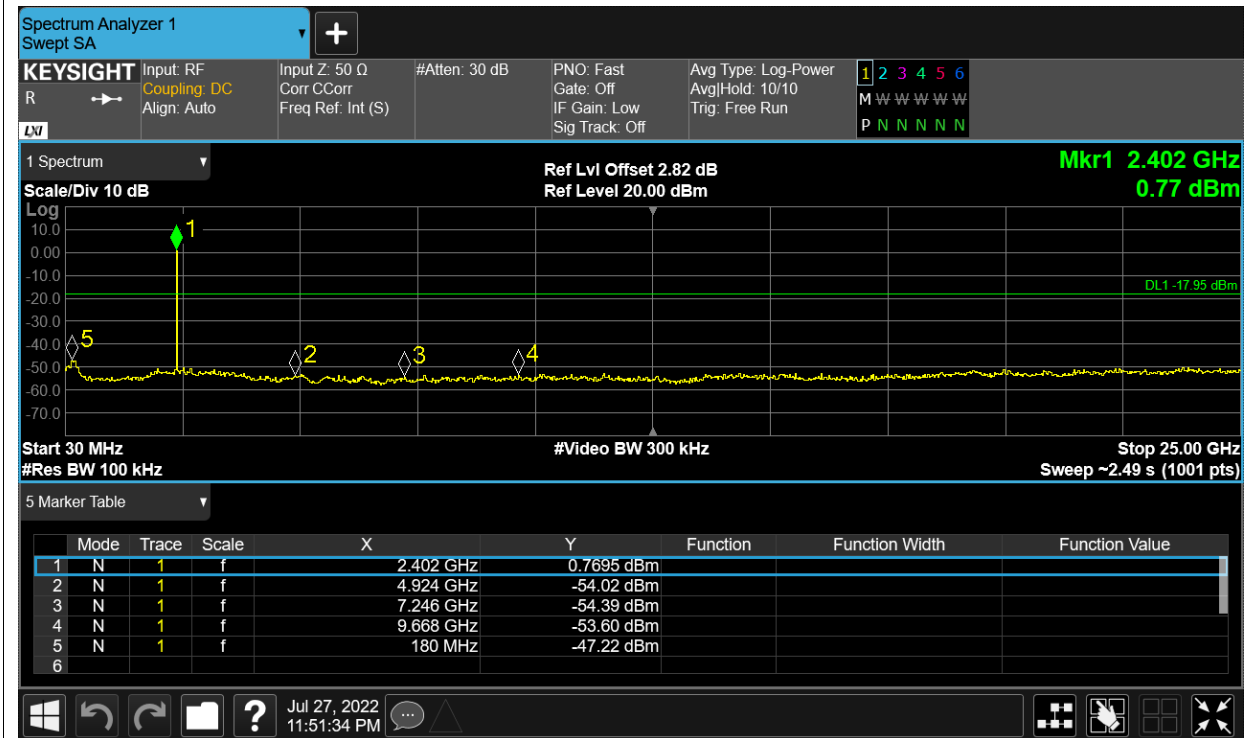 Spectrum Analyzer 1
Swept SA
+
KEYSIGHT
R
LXI
Input: RF
Coupling: DC
Align: Auto
Input Z: 50 Ω
Corr CCorr
Freq Ref: Int (S)
#Atten: 30 dB
PNO: Fast
Gate: Off
IF Gain: Low
Sig Track: Off
Avg Type: Log-Power
Avg|Hold: 10/10
Trig: Free Run
1 2 3 4 5 6
M W W W W W
P N N N N N
1 Spectrum
Scale/Div 10 dB
Ref Lvl Offset 2.82 dB
Ref Level 20.00 dBm
Mkr1 2.402 GHz
0.77 dBm
Log
10.0
0.00
-10.0
-20.0
-30.0
-40.0
-50.0
-60.0
-70.0
1
DL1 -17.95 dBm
5
2
3
4
Start 30 MHz
#Video BW 300 kHz
Stop 25.00 GHz
#Res BW 100 kHz
Sweep ~2.49 s (1001 pts)
5 Marker Table
Mode Trace Scale X Y Function Function Width Function Value
1 N 1 f 2.402 GHz 0.7695 dBm
2 N 1 f 4.924 GHz -54.02 dBm
3 N 1 f 7.246 GHz -54.39 dBm
4 N 1 f 9.668 GHz -53.60 dBm
5 N 1 f 180 MHz -47.22 dBm
6
?
Jul 27, 2022
11:51:34 PM